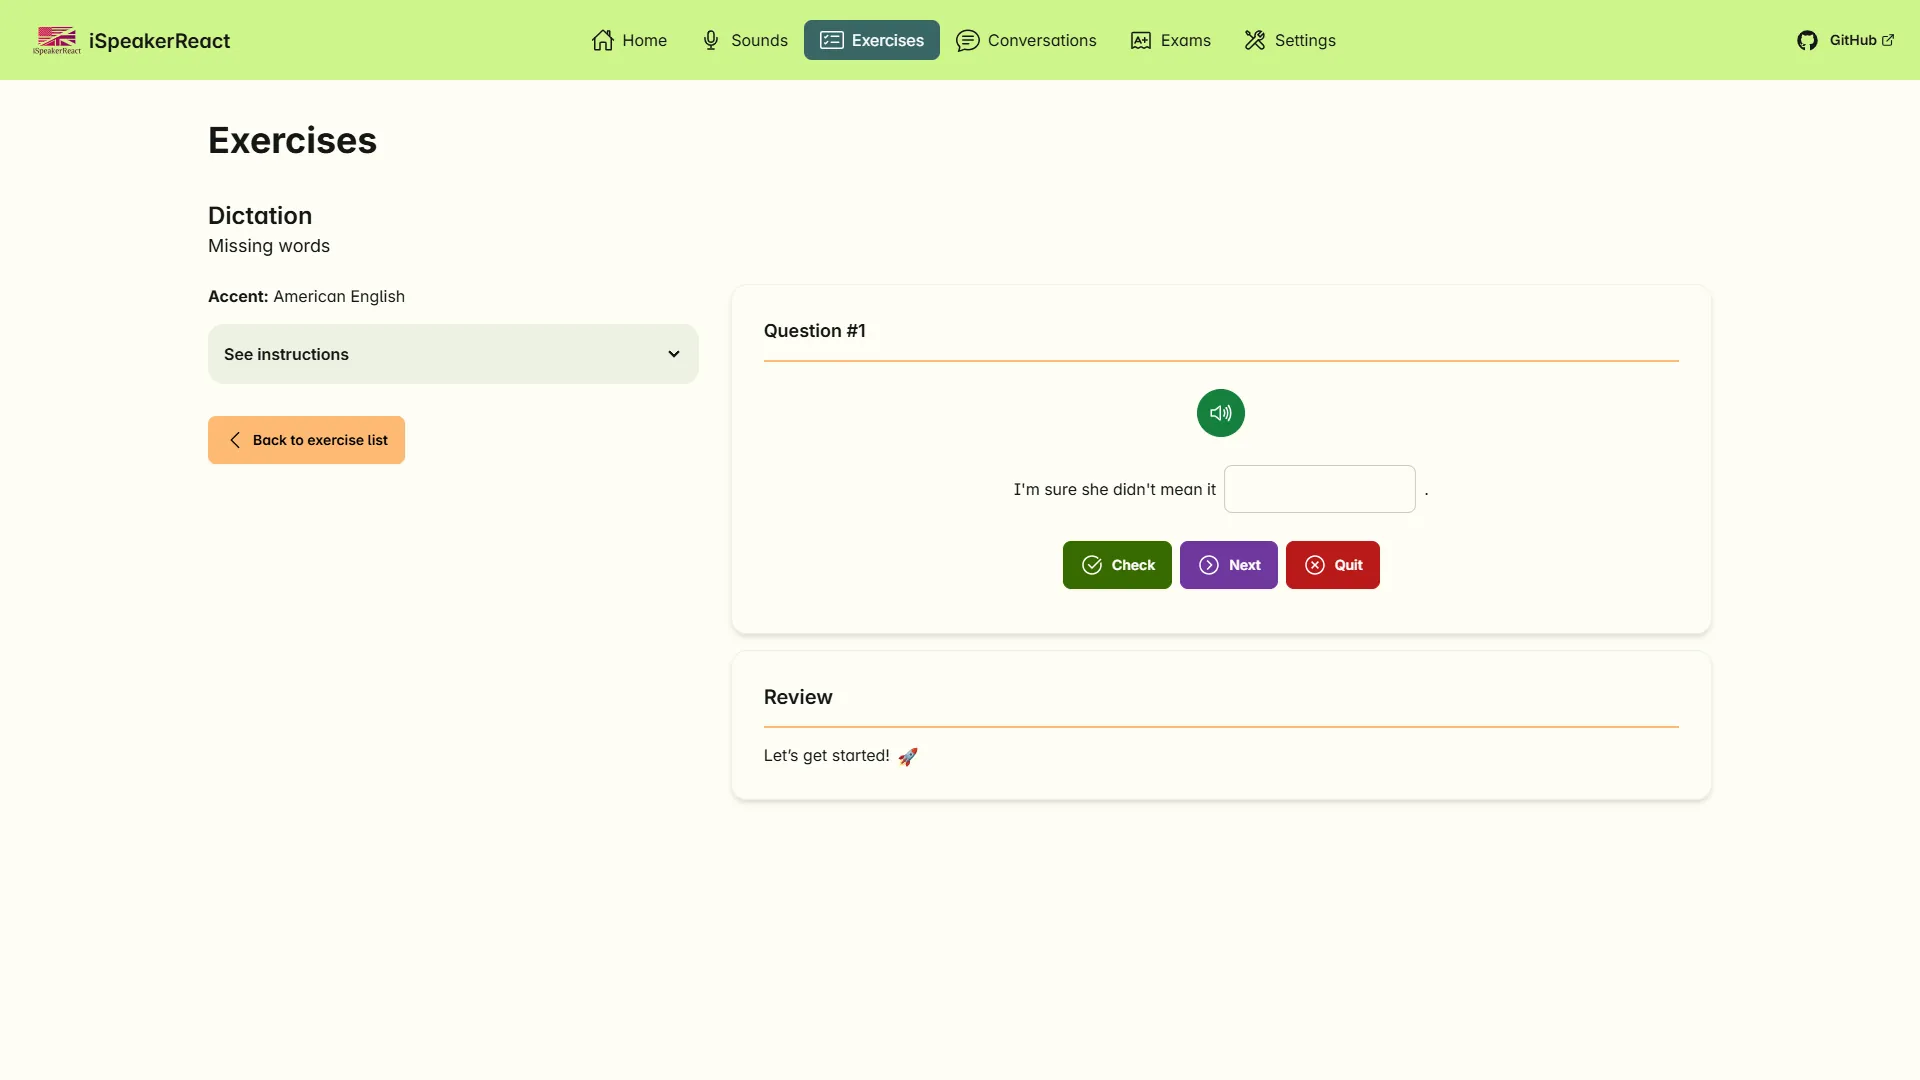 iSpeakerReact
iSpeakerReact
Home
Sounds
Exercises
Conversations
Exams
Settings
GitHub
Exercises
Dictation
Missing words
Accent: American English
See instructions
Back to exercise list
Question #1
I'm sure she didn't mean it .
Check
Next
Quit
Review
Let’s get started! 🚀